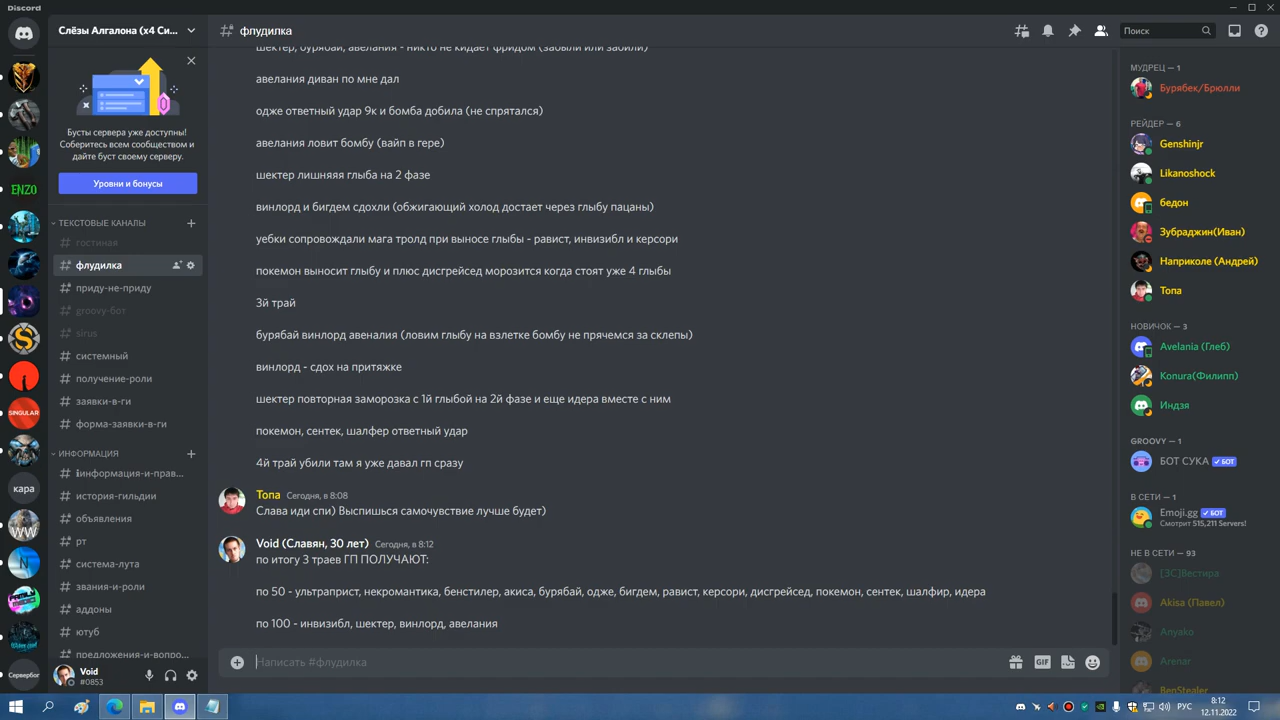 Discord
Слёзы Алгалона (x4 Си...
флудилка
Поиск
Бусты сервера уже доступны!
Соберитесь всем сообществом и
дайте буст своему серверу.
Уровни и бонусы
ТЕКСТОВЫЕ КАНАЛЫ
гостиная
флудилка
приду-не-приду
groovy-бот
sirus
системный
получение-роли
заявки-в-ги
форма-заявки-в-ги
ИНФОРМАЦИЯ
информация-и-прав...
история-гильдии
объявления
рт
система-лута
звания-и-роли
аддоны
ютуб
предложения-и-вопро...
Void
#0853
ENZO
SINGULAR
кара
WW
Сервербог
шектер, бурябай, авелания - никто не кидает фридом (забыли или забили)
авелания диван по мне дал
одже ответный удар 9к и бомба добила (не спрятался)
авелания ловит бомбу (вайп в гере)
шектер лишняяя глыба на 2 фазе
винлорд и бигдем сдохли (обжигающий холод достает через глыбу пацаны)
уебки сопровождали мага тролд при выносе глыбы - равист, инвизибл и керсори
покемон выносит глыбу и плюс дисгрейсед морозится когда стоят уже 4 глыбы
3й трай
бурябай винлорд авеналия (ловим глыбу на взлетке бомбу не прячемся за склепы)
винлорд - сдох на притяжке
шектер повторная заморозка с 1й глыбой на 2й фазе и еще идера вместе с ним
покемон, сентек, шалфер ответный удар
4й трай убили там я уже давал гп сразу
Топа Сегодня, в 8:08
Слава иди спи) Выспишься самочувствие лучше будет)
Void (Славян, 30 лет) Сегодня, в 8:12
по итогу 3 траев ГП ПОЛУЧАЮТ:
по 50 - ультраприст, некромантика, бенстилер, акиса, бурябай, одже, бигдем, равист, керсори, дисгрейсед, покемон, сентек, шалфир, идера
по 100 - инвизибл, шектер, винлорд, авелания
Написать #флудилка
GIF
МУДРЕЦ — 1
Бурябек/Брюлли
РЕЙДЕР — 6
Genshinjr
Likanoshock
бедон
Зубраджин(Иван)
Наприколе (Андрей)
Топа
НОВИЧОК — 3
Avelania (Глеб)
Konura(Филипп)
Индзя
GROOVY — 1
БОТ СУКА БОТ
В СЕТИ — 1
Emoji.gg БОТ
Смотрит 515,211 Servers!
НЕ В СЕТИ — 93
[ЗС]Вестира
Akisa (Павел)
Anyako
Arenar
BenStealer
РУС
8:12
12.11.2022